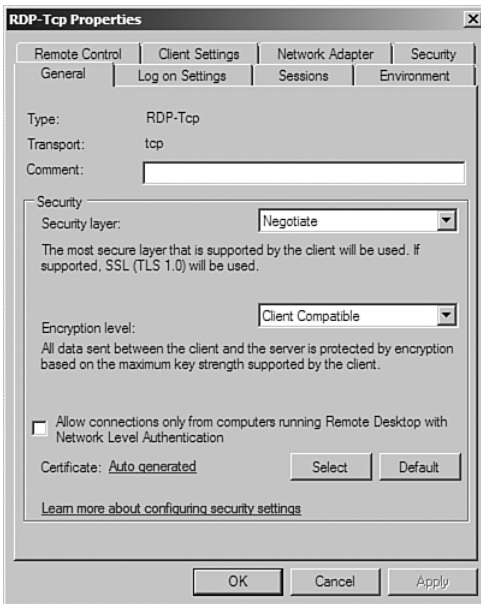 RDP-Tcp Properties
Remote Control Client Settings Network Adapter Security
General Log on Settings Sessions Environment
Type: RDP-Tcp
Transport: tcp
Comment:
Security
Security layer: Negotiate
The most secure layer that is supported by the client will be used. If
supported, SSL (TLS 1.0) will be used.
Encryption level: Client Compatible
All data sent between the client and the server is protected by encryption
based on the maximum key strength supported by the client.
Allow connections only from computers running Remote Desktop with
Network Level Authentication
Certificate: Auto generated Select Default
Learn more about configuring security settings
OK Cancel Apply